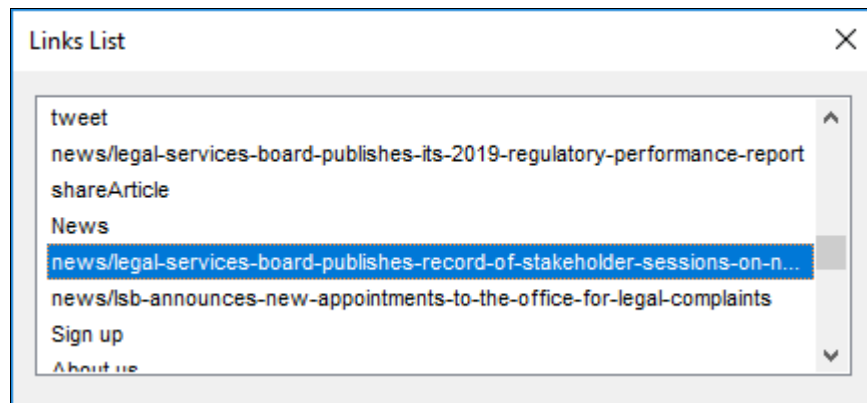 Links List
tweet
news/legal-services-board-publishes-its-2019-regulatory-performance-report
shareArticle
News
news/legal-services-board-publishes-record-of-stakeholder-sessions-on-n...
news/lsb-announces-new-appointments-to-the-office-for-legal-complaints
Sign up
About us